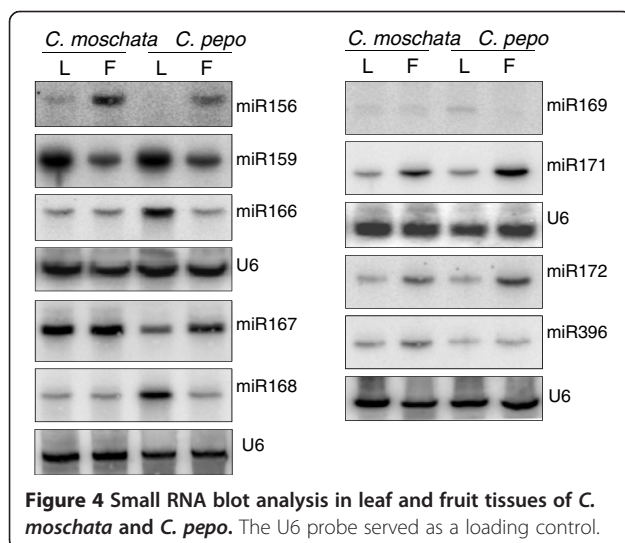 C. moschata C. pepo
L F L F
miR156
miR159
miR166
U6
miR167
miR168
U6
C. moschata C. pepo
L F L F
miR169
miR171
U6
miR172
miR396
U6
Figure 4 Small RNA blot analysis in leaf and fruit tissues of C.
moschata and C. pepo. The U6 probe served as a loading control.